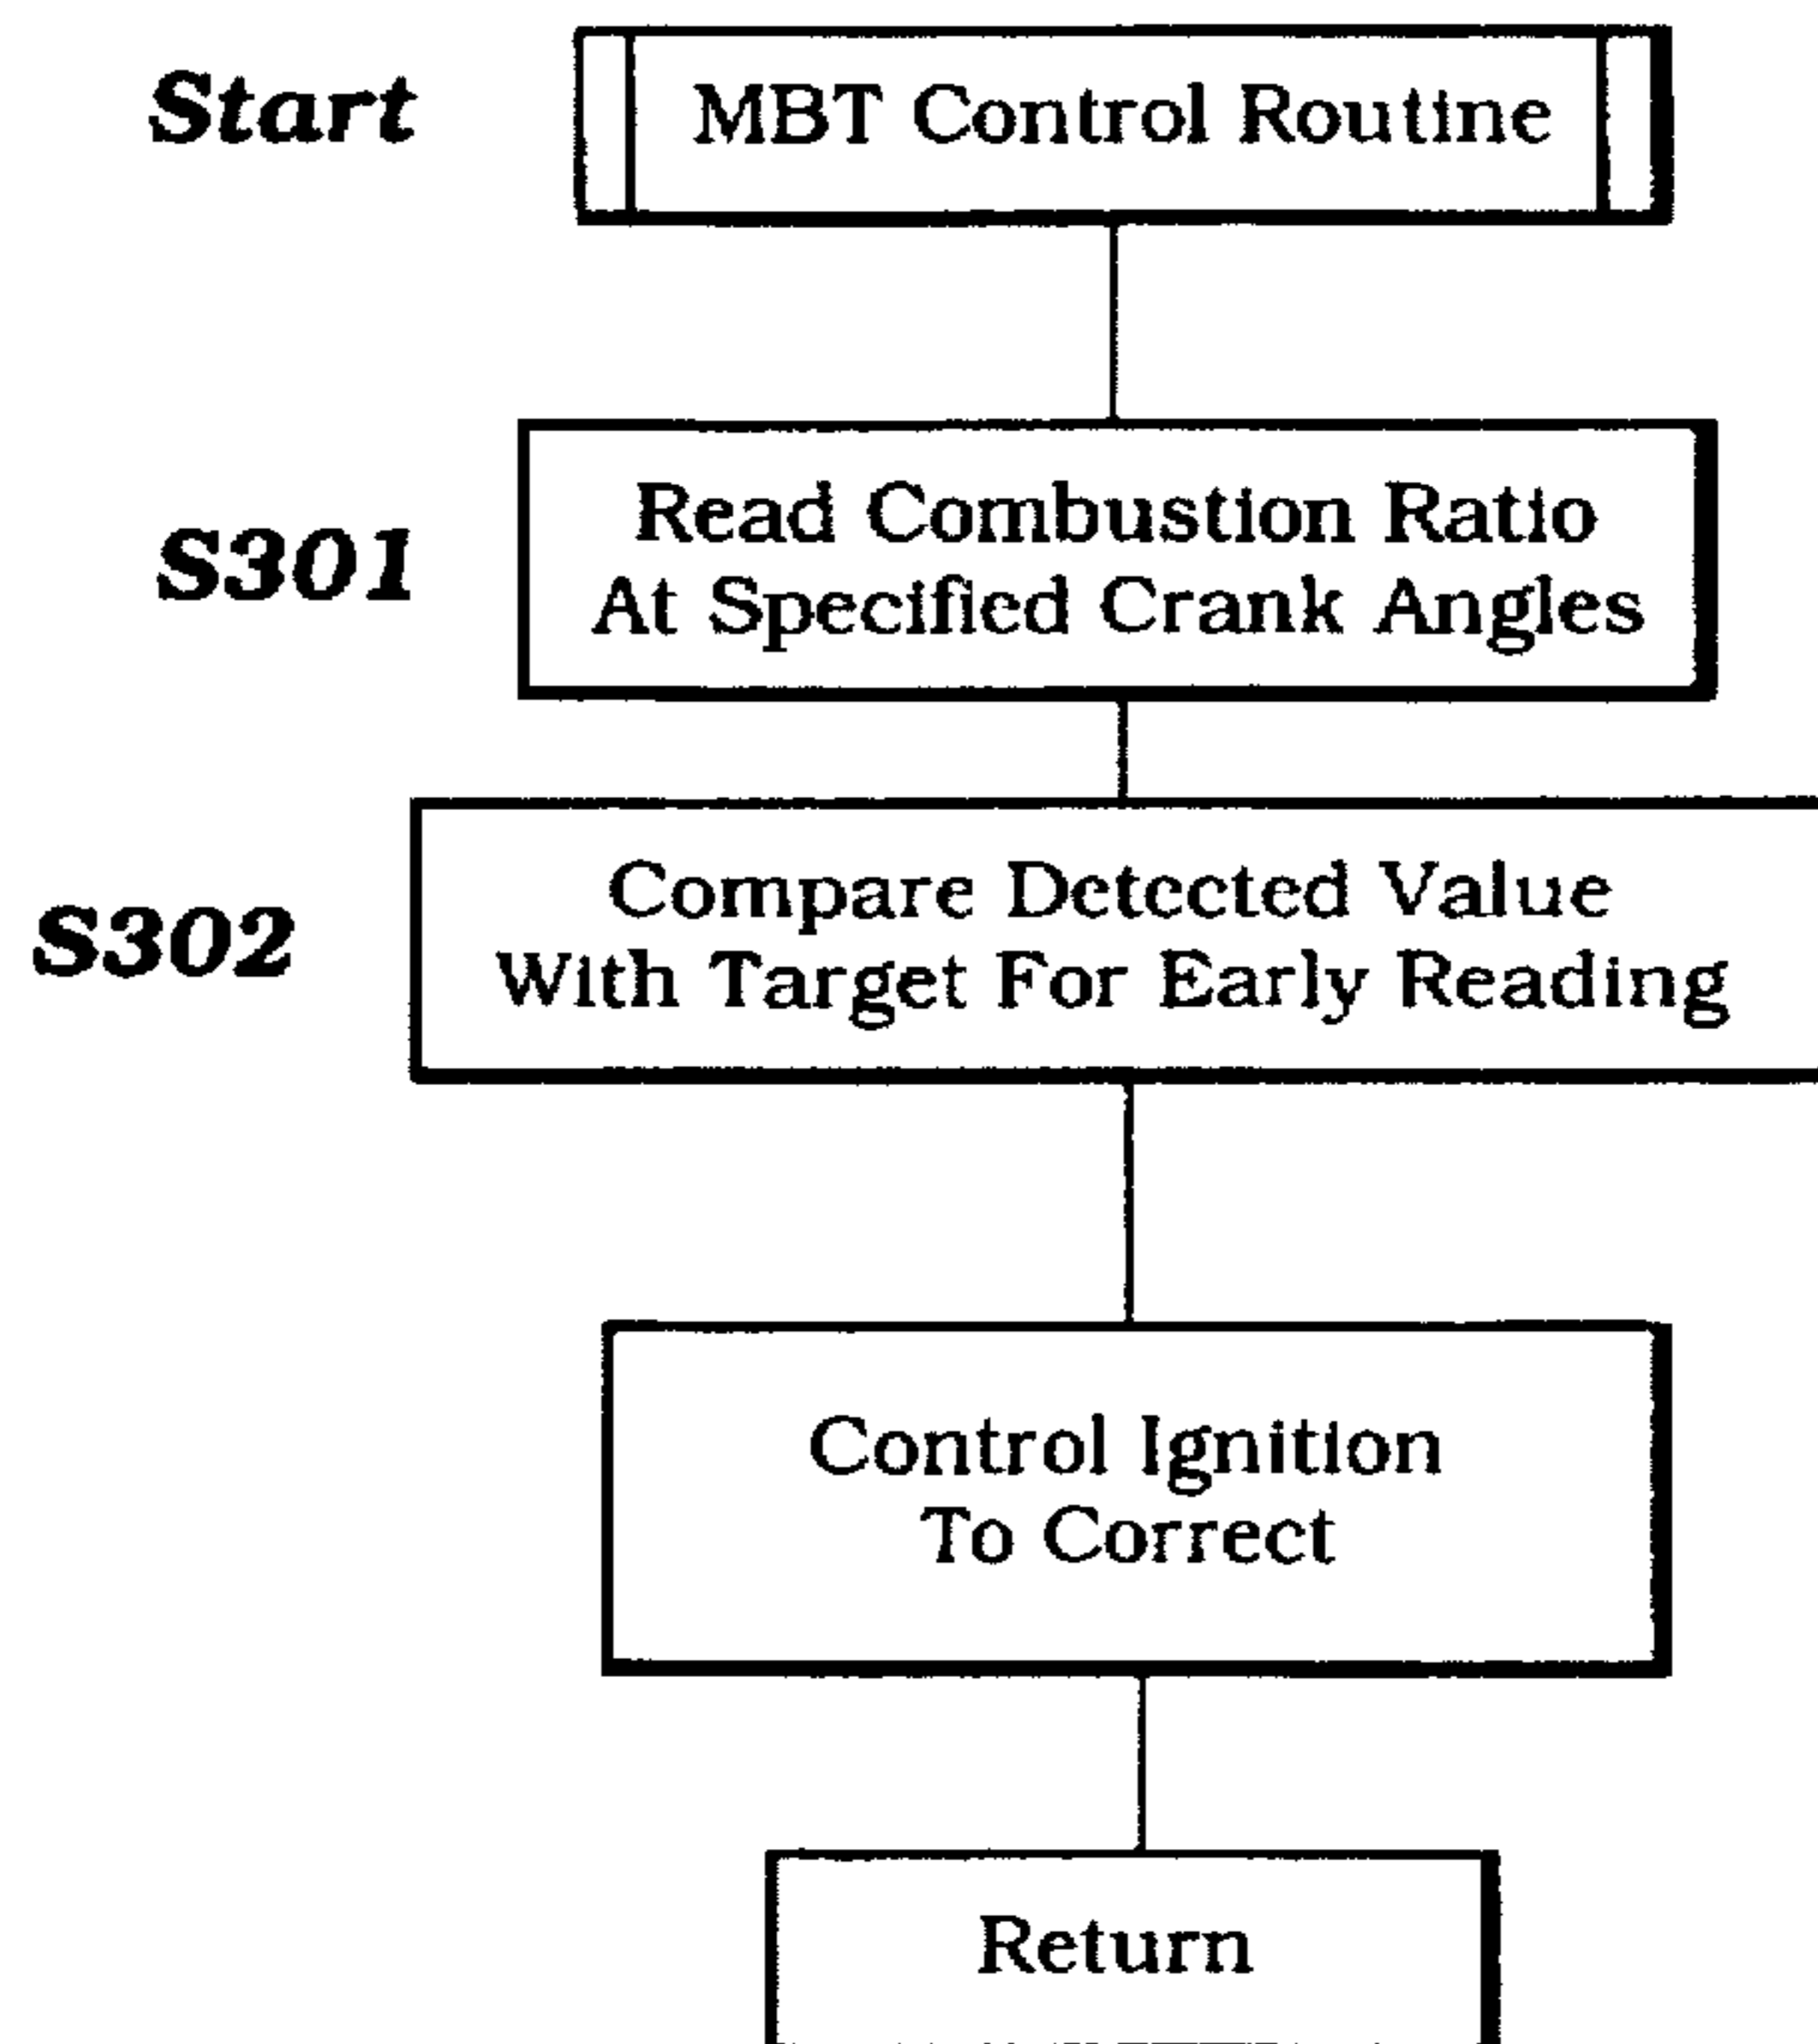 Start
MBT Control Routine
S301
Read Combustion Ratio
At Specified Crank Angles
S302
Compare Detected Value
With Target For Early Reading
Control Ignition
To Correct
Return